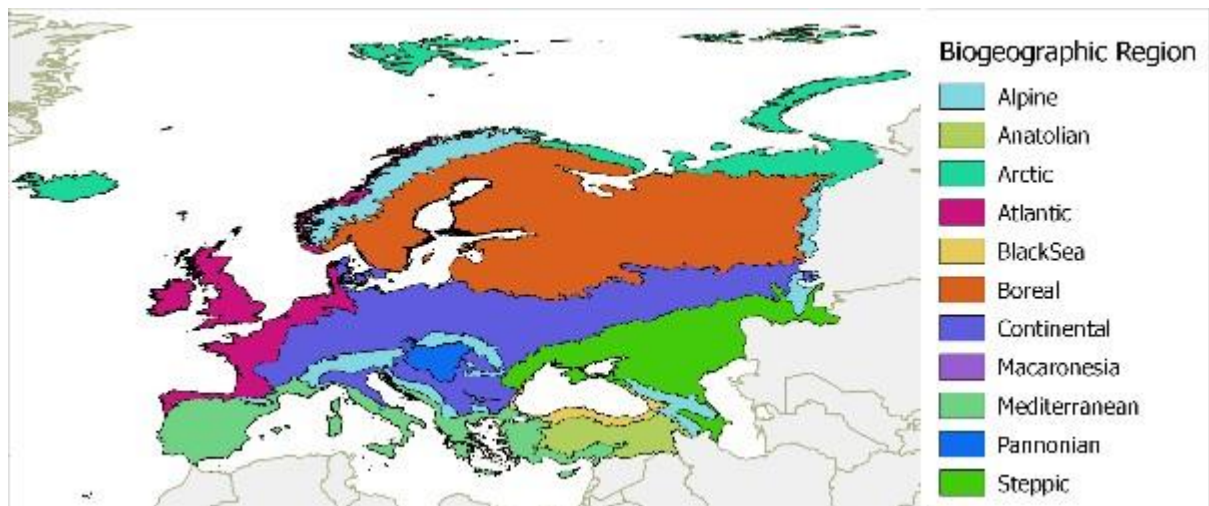 Biogeographic Region
Alpine
Anatolian
Arctic
Atlantic
BlackSea
Boreal
Continental
Macaronesia
Mediterranean
Pannonian
Steppic